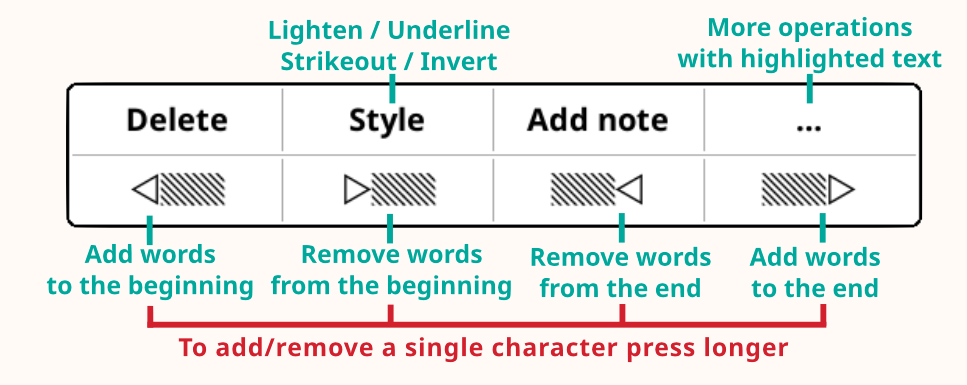 Lighten / Underline
Strikeout / Invert
More operations
with highlighted text
Delete
Style
Add note
...
Add words
to the beginning
Remove words
from the beginning
Remove words
from the end
Add words
to the end
To add/remove a single character press longer